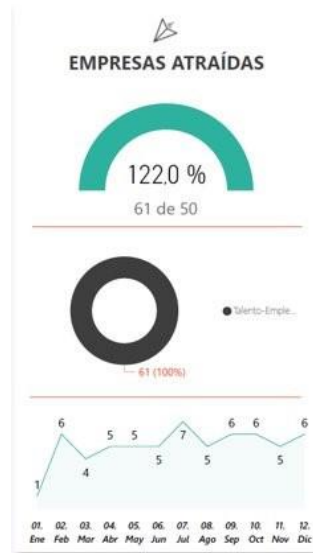 EMPRESAS ATRAÍDAS
122,0 %
61 de 50
Talento-Emple...
61 (100%)
1 6 4 5 5 5 7 5 6 6 5 6
01. 02. 03. 04. 05. 06. 07. 08. 09. 10. 11. 12.
Ene Feb Mar Abr May Jun Jul Ago Sep Oct Nov Dic